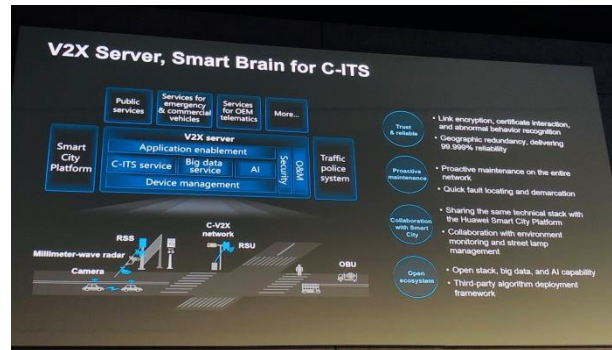 V2X Server, Smart Brain for C-ITS
Public
services
Services for
emergency
& commercial
vehicles
Services
for OEM
telematics
More...
Smart
City
Platform
V2X server
Application enablement
C-ITS service
Big data
service
AI
Device management
Security
O&M
Traffic
police
system
RSS
Millimeter-wave radar
Camera
C-V2X
network
RSU
OBU
Trust
& reliable
• Link encryption, certificate interaction,
and abnormal behavior recognition
• Geographic redundancy, delivering
99.999% reliability
Proactive
maintenance
• Proactive maintenance on the entire
network
• Quick fault locating and demarcation
Collaboration
with Smart
City
• Sharing the same technical stack with
the Huawei Smart City Platform
• Collaboration with environment
monitoring and street lamp
management
Open
ecosystem
• Open stack, big data, and AI capability
• Third-party algorithm deployment
framework